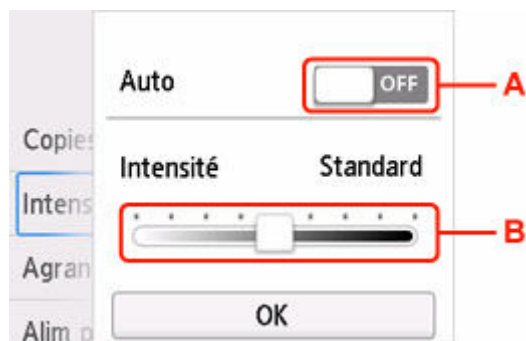 Auto
OFF
A
Copies
Intensité
Standard
Intens
B
Agran
OK
Alim p